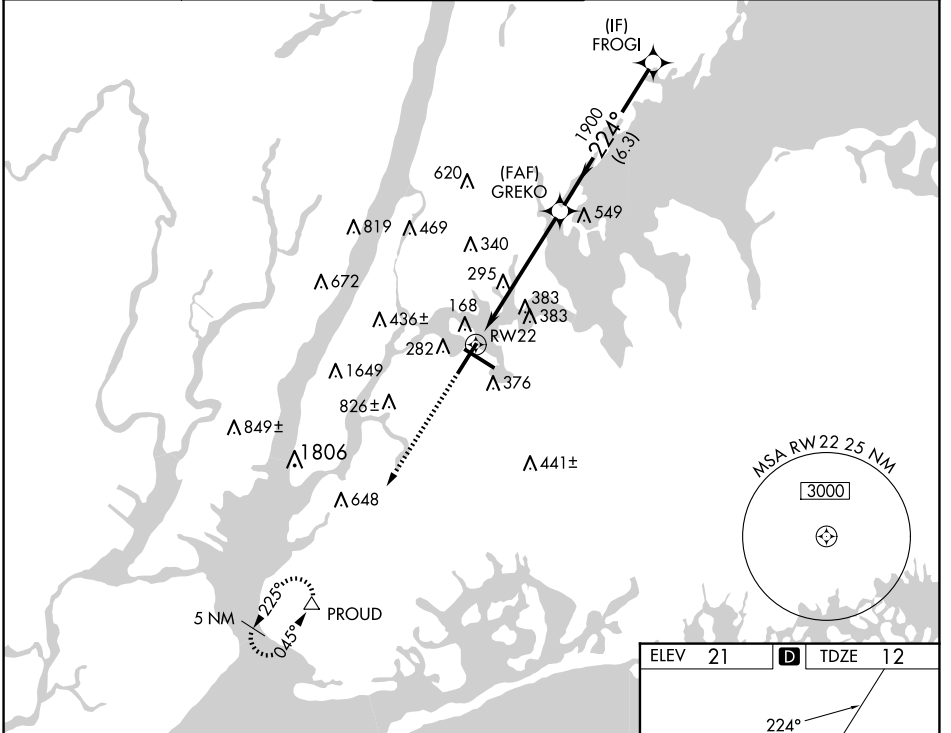 (IF)
FROGI
1900
224°
(6.3)
620
(FAF)
GREKO
549
819
469
340
672
295
383
383
168
436±
RW22
282
1649
376
826±
849±
1806
441±
648
MSA RW22 25 NM
3000
225°
5 NM
PROUD
045°
ELEV 21 D TDZE 12
224°